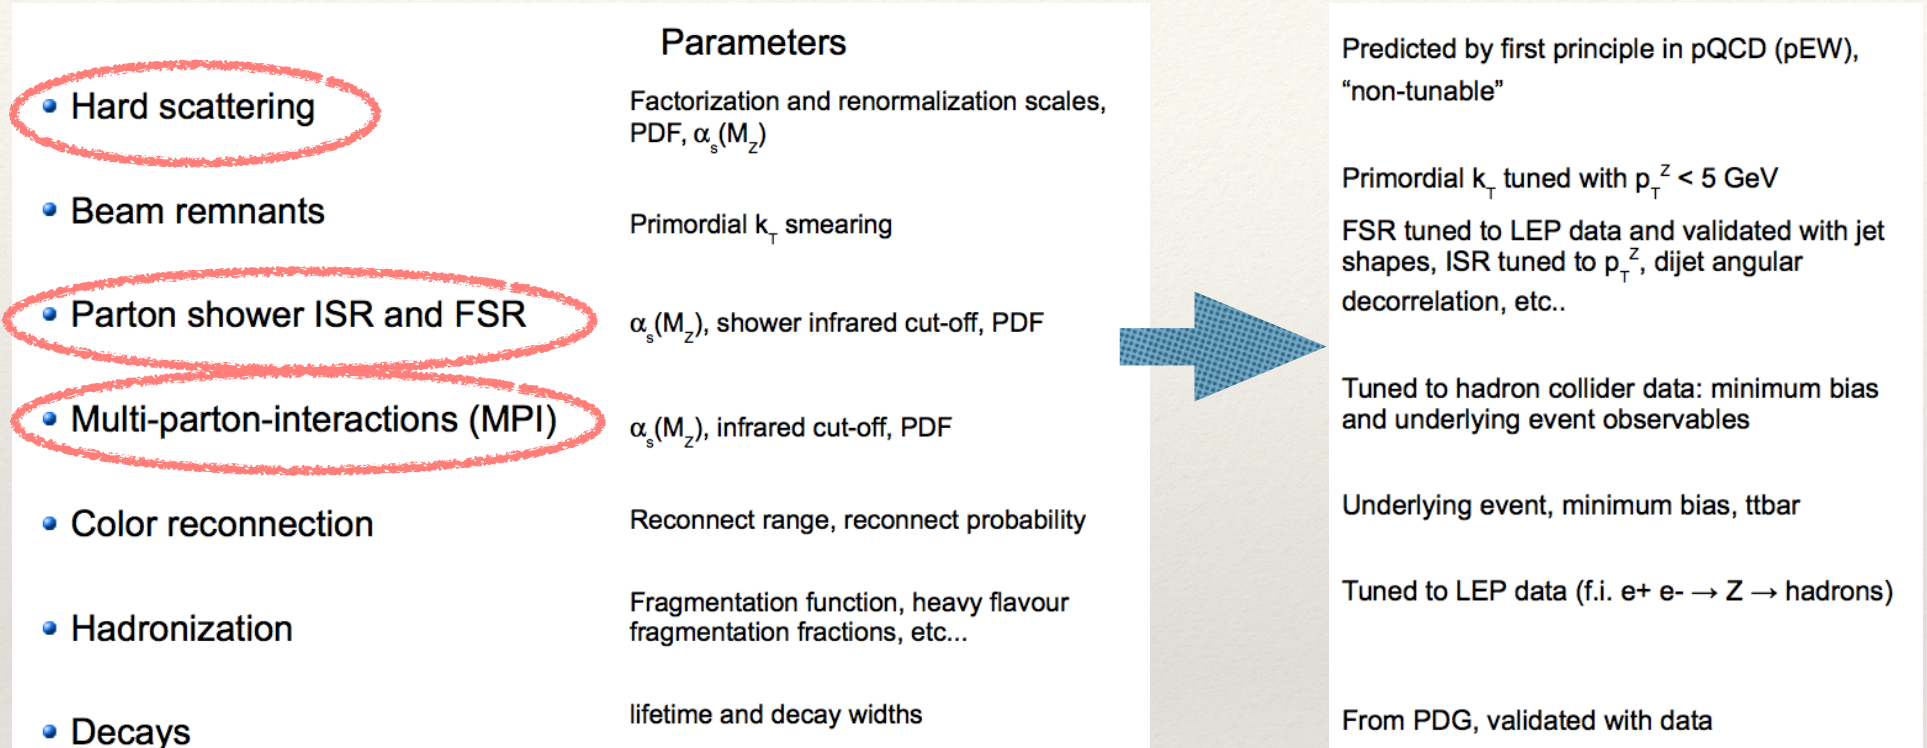 Parameters
• Hard scattering
Factorization and renormalization scales,
PDF, αs(MZ)
• Beam remnants
Primordial kT smearing
• Parton shower ISR and FSR
αs(MZ), shower infrared cut-off, PDF
• Multi-parton-interactions (MPI)
αs(MZ), infrared cut-off, PDF
• Color reconnection
Reconnect range, reconnect probability
• Hadronization
Fragmentation function, heavy flavour
fragmentation fractions, etc...
• Decays
lifetime and decay widths
Predicted by first principle in pQCD (pEW),
“non-tunable”
Primordial kT tuned with pTZ < 5 GeV
FSR tuned to LEP data and validated with jet
shapes, ISR tuned to pTZ, dijet angular
decorrelation, etc..
Tuned to hadron collider data: minimum bias
and underlying event observables
Underlying event, minimum bias, ttbar
Tuned to LEP data (f.i. e+ e- → Z → hadrons)
From PDG, validated with data